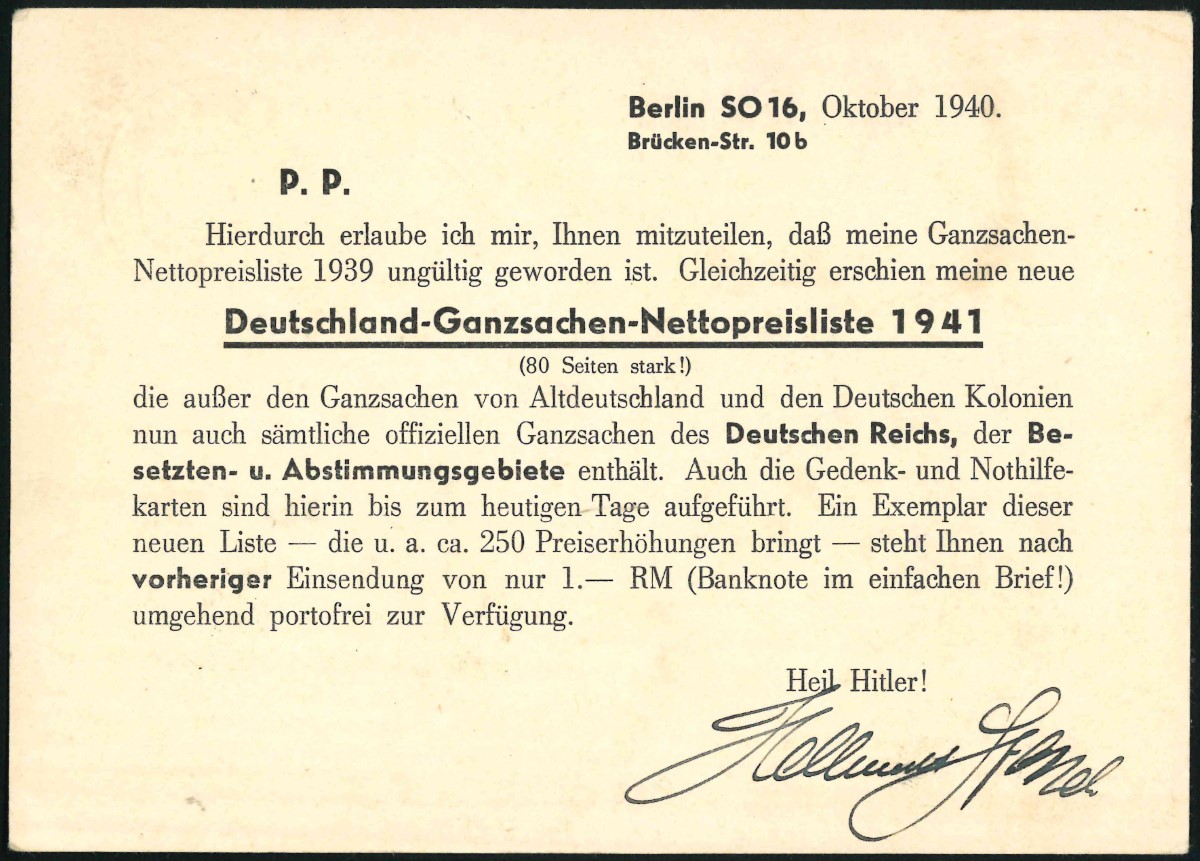 Berlin SO 16, Oktober 1940.
Brücken-Str. 10 b
P. P.
Hierdurch erlaube ich mir, Ihnen mitzuteilen, daß meine Ganzsachen-
Nettopreisliste 1939 ungültig geworden ist. Gleichzeitig erschien meine neue
Deutschland-Ganzsachen-Nettopreisliste 1941
(80 Seiten stark!)
die außer den Ganzsachen von Altdeutschland und den Deutschen Kolonien
nun auch sämtliche offiziellen Ganzsachen des Deutschen Reichs, der Be-
setzten- u. Abstimmungsgebiete enthält. Auch die Gedenk- und Nothilfe-
karten sind hierin bis zum heutigen Tage aufgeführt. Ein Exemplar dieser
neuen Liste — die u. a. ca. 250 Preiserhöhungen bringt — steht Ihnen nach
vorheriger Einsendung von nur 1.— RM (Banknote im einfachen Brief!)
umgehend portofrei zur Verfügung.
Heil Hitler!